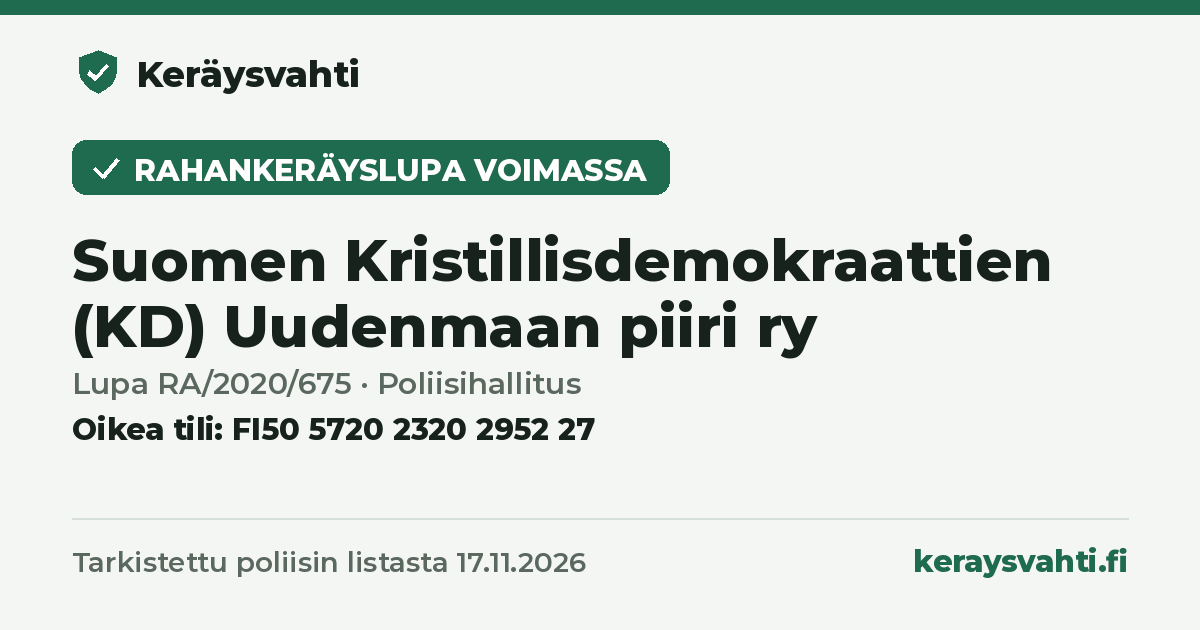 Keräysvahti
RAHANKERÄYSLUPA VOIMASSA
Suomen Kristillisdemokraattien
(KD) Uudenmaan piiri ry
Lupa RA/2020/675 · Poliisihallitus
Oikea tili: FI50 5720 2320 2952 27
Tarkistettu poliisin listasta 17.11.2026
keraysvahti.fi